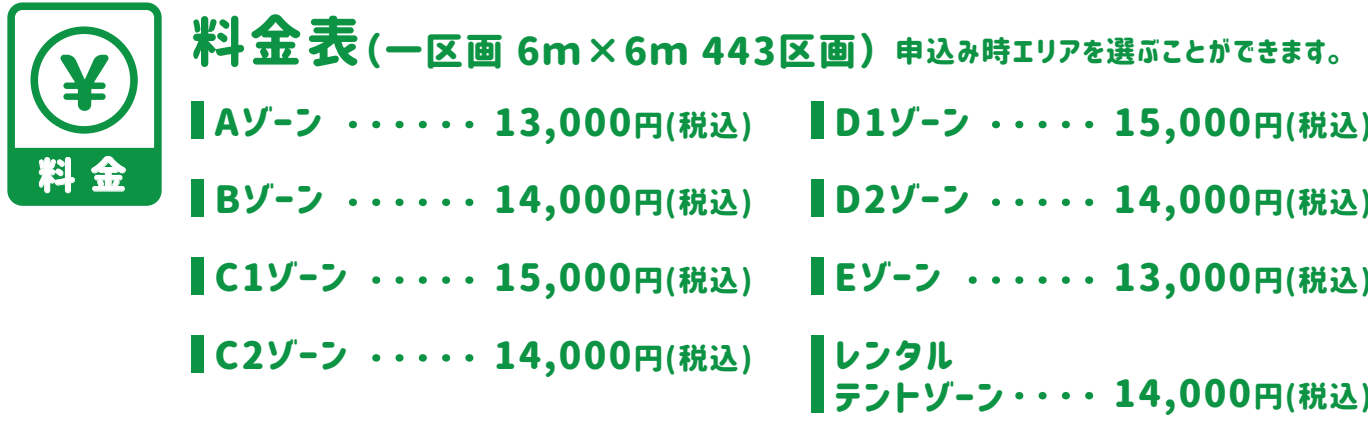 ¥
料金
料金表(一区画 6m×6m 443区画) 申込み時エリアを選ぶことができます。
Aゾーン ・・・・・・ 13,000円(税込)
Bゾーン ・・・・・・ 14,000円(税込)
C1ゾーン ・・・・・ 15,000円(税込)
C2ゾーン ・・・・・ 14,000円(税込)
D1ゾーン ・・・・・ 15,000円(税込)
D2ゾーン ・・・・・ 14,000円(税込)
Eゾーン ・・・・・・ 13,000円(税込)
レンタル
テントゾーン・・・・ 14,000円(税込)